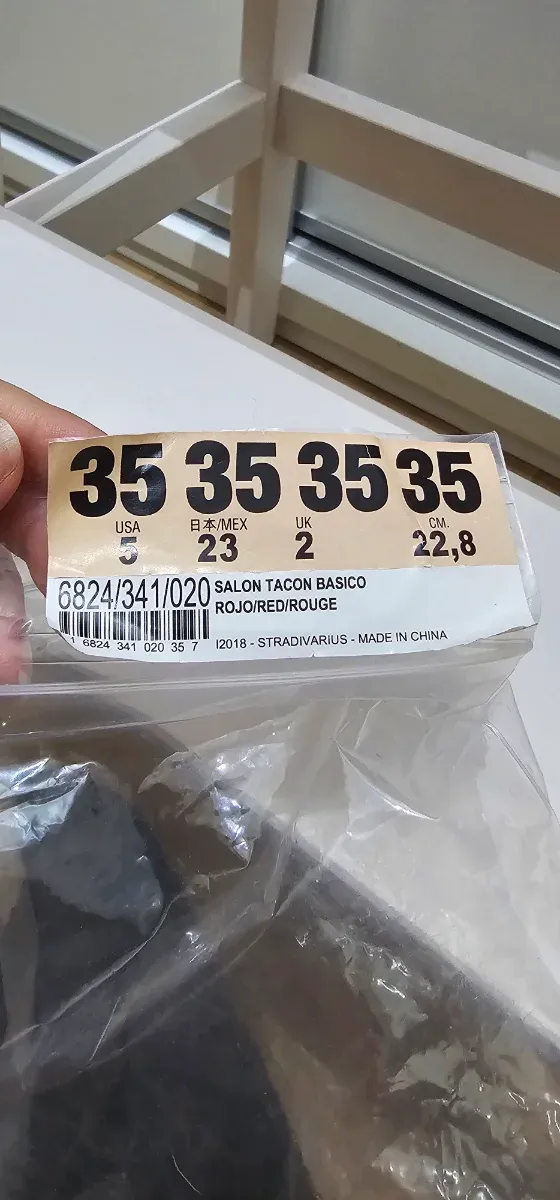 35 35 35 35
USA 日本/MEX UK CM.
5 23 2 22,8
6824/341/020 SALON TACON BASICO
ROJO/RED/ROUGE
1 6824 341 020 35 7
I2018 - STRADIVARIUS - MADE IN CHINA